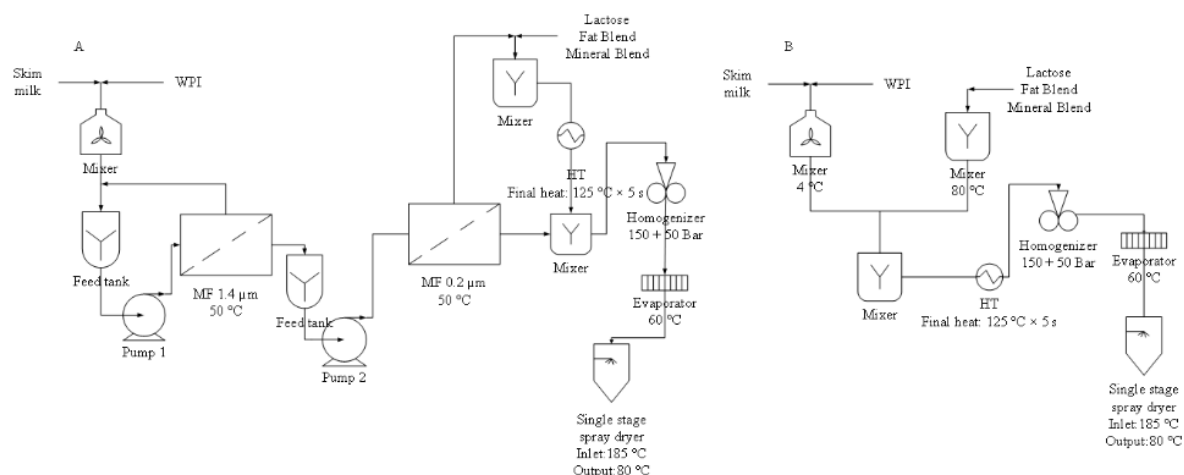 A
Skim
milk
WPI
Mixer
Feed tank
Pump 1
MF 1.4 µm
50 °C
Feed tank
Pump 2
MF 0.2 µm
50 °C
Lactose
Fat Blend
Mineral Blend
Mixer
HT
Final heat: 125 °C × 5 s
Mixer
Homogenizer
150 + 50 Bar
Evaporator
60 °C
Single stage
spray dryer
Inlet:185 °C
Output:80 °C
B
Skim
milk
WPI
Mixer
4 °C
Lactose
Fat Blend
Mineral Blend
Mixer
80 °C
Mixer
HT
Final heat: 125 °C × 5 s
Homogenizer
150 + 50 Bar
Evaporator
60 °C
Single stage
spray dryer
Inlet:185 °C
Output:80 °C